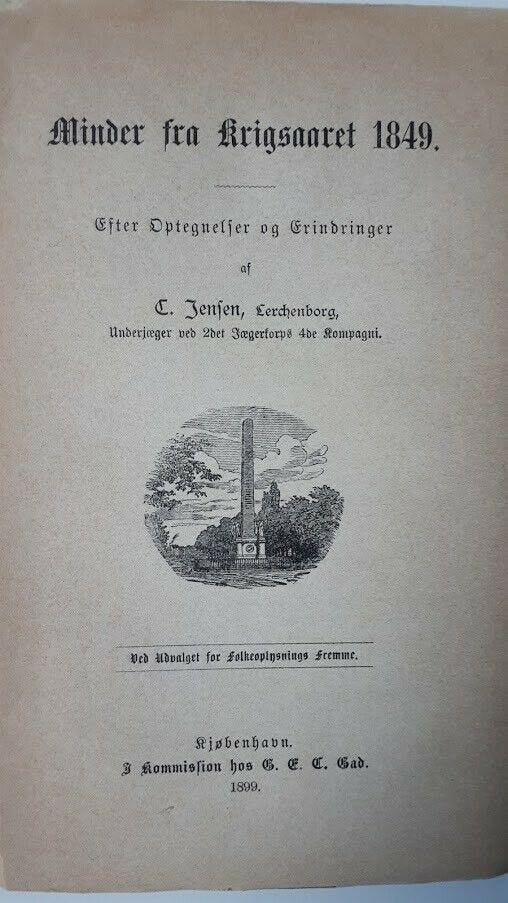 Minder fra Krigsaaret 1849.
Efter Optegnelser og Erindringer
af
C. Jensen, Lerchenborg,
Underjæger ved 2det Jægerkorps 4de Kompagni.
Ved Udvalget for Folkeoplysnings Fremme.
Kjøbenhavn.
I Kommission hos G. E. C. Gad.
1899.